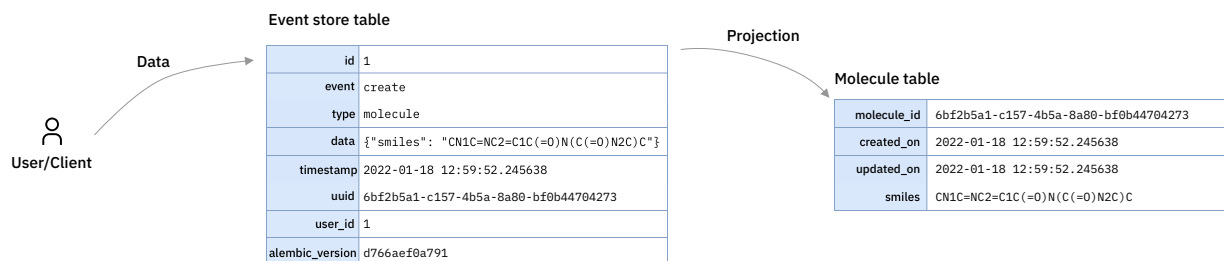 Event store table
Data
User/Client
id 1
event create
type molecule
data {"smiles": "CN1C=NC2=C1C(=O)N(C(=O)N2C)C"}
timestamp 2022-01-18 12:59:52.245638
uuid 6bf2b5a1-c157-4b5a-8a80-bf0b44704273
user_id 1
alembic_version d766aef0a791
Projection
Molecule table
molecule_id 6bf2b5a1-c157-4b5a-8a80-bf0b44704273
created_on 2022-01-18 12:59:52.245638
updated_on 2022-01-18 12:59:52.245638
smiles CN1C=NC2=C1C(=O)N(C(=O)N2C)C